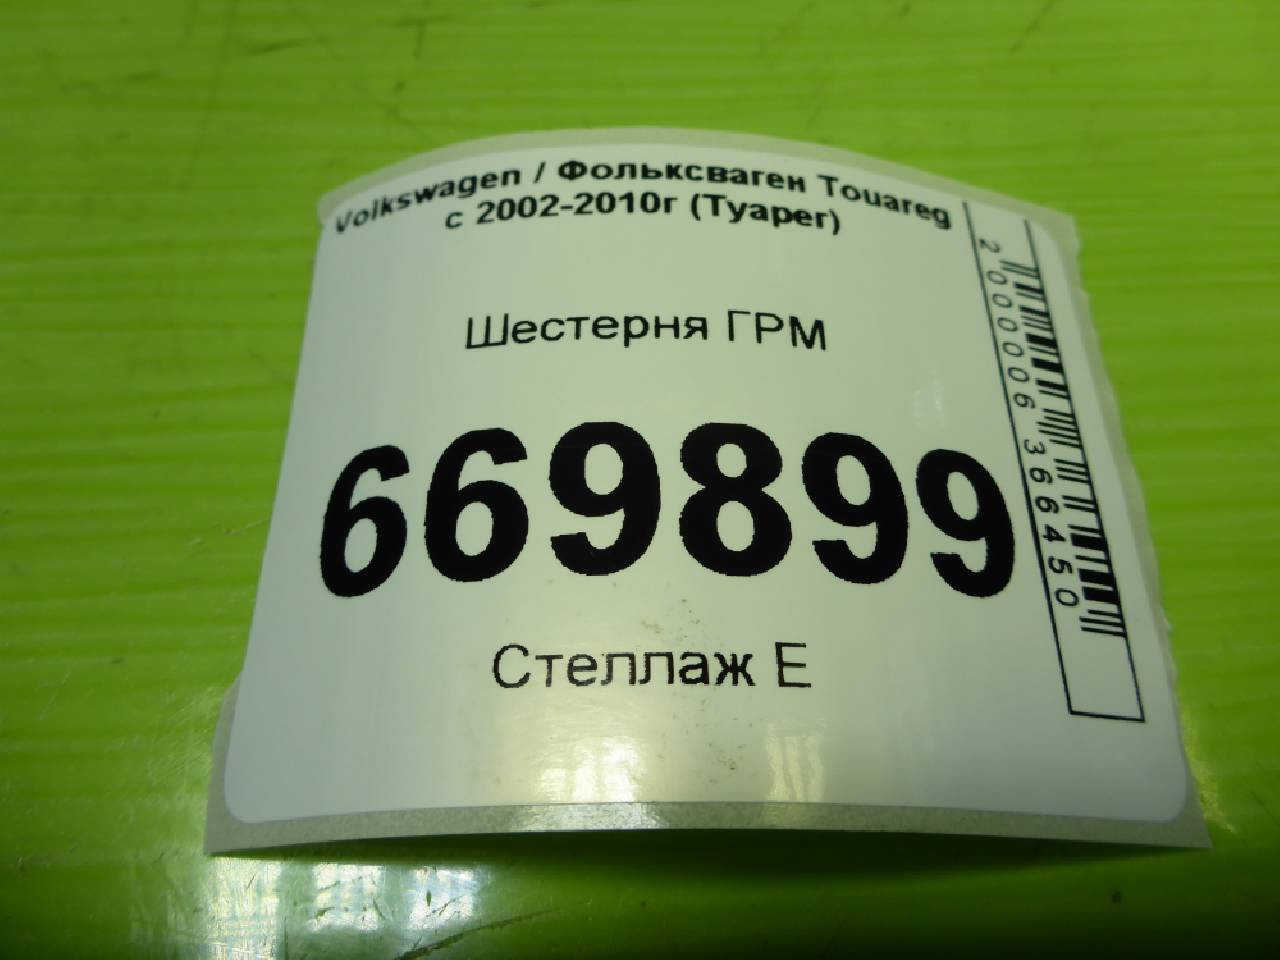 Volkswagen / Фольксваген Touareg
с 2002-2010г (Туарег)
Шестерня ГРМ
669899
Стеллаж Е
2000006366450